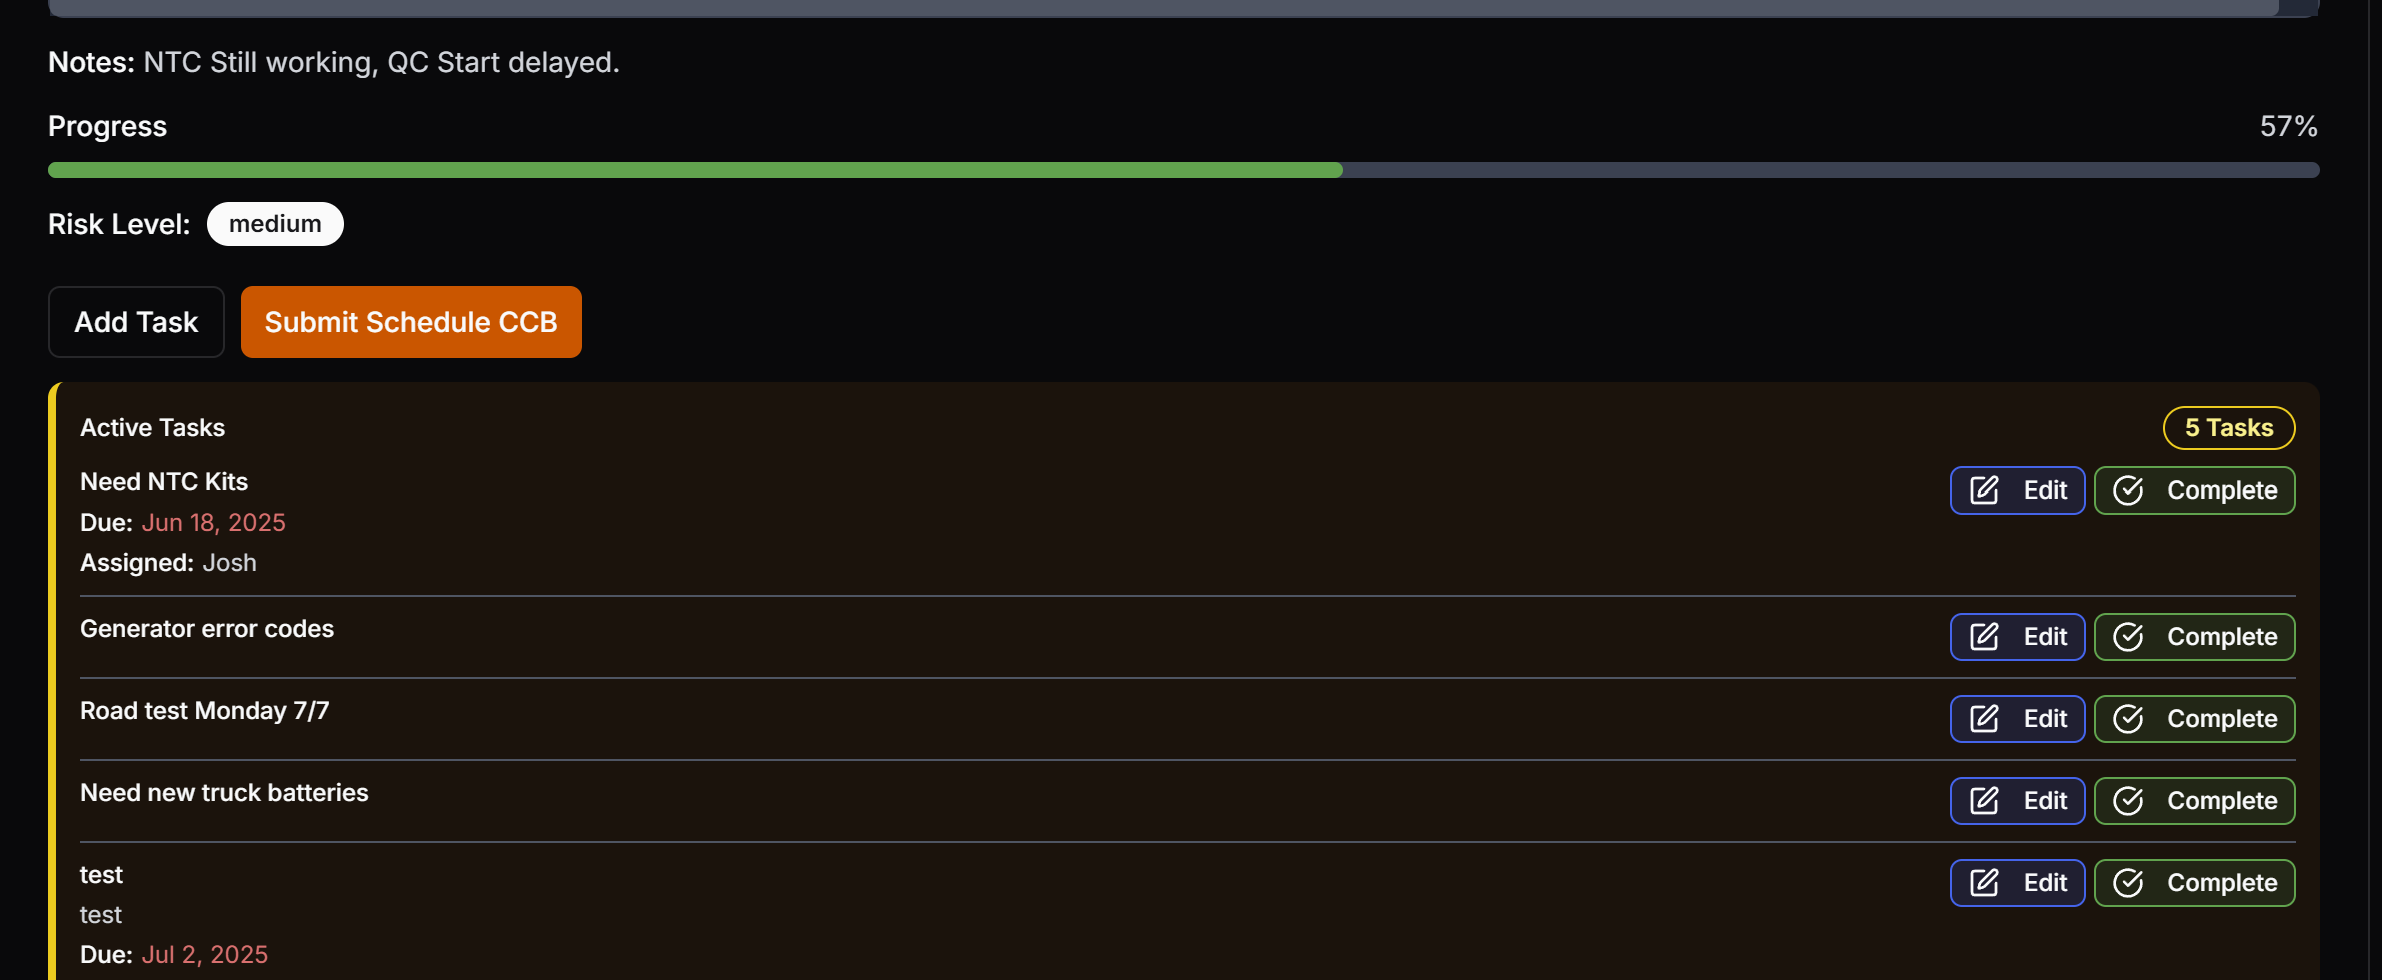 Notes: NTC Still working, QC Start delayed.
Progress 57%
Risk Level: medium
Add Task Submit Schedule CCB
Active Tasks 5 Tasks
Need NTC Kits Edit Complete
Due: Jun 18, 2025
Assigned: Josh
Generator error codes Edit Complete
Road test Monday 7/7 Edit Complete
Need new truck batteries Edit Complete
test Edit Complete
test
Due: Jul 2, 2025